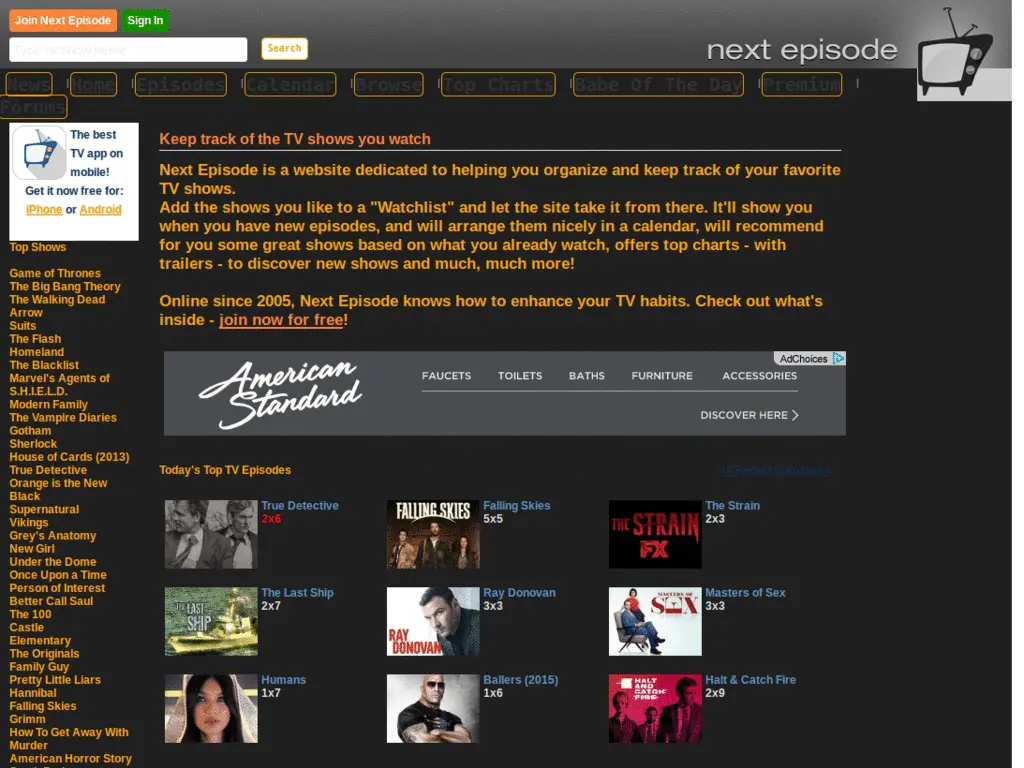 Join Next Episode Sign In
Type TV Show Name
Search
next episode
News | Home | Episodes | Calendar | Browse | Top Charts | Babe Of The Day | Premium |
Forums
The best
TV app on
mobile!
Get it now free for:
iPhone or Android
Top Shows
Game of Thrones
The Big Bang Theory
The Walking Dead
Arrow
Suits
The Flash
Homeland
The Blacklist
Marvel's Agents of
S.H.I.E.L.D.
Modern Family
The Vampire Diaries
Gotham
Sherlock
House of Cards (2013)
True Detective
Orange is the New
Black
Supernatural
Vikings
Grey's Anatomy
New Girl
Under the Dome
Once Upon a Time
Person of Interest
Better Call Saul
The 100
Castle
Elementary
The Originals
Family Guy
Pretty Little Liars
Hannibal
Falling Skies
Grimm
How To Get Away With
Murder
American Horror Story
Keep track of the TV shows you watch
Next Episode is a website dedicated to helping you organize and keep track of your favorite
TV shows.
Add the shows you like to a "Watchlist" and let the site take it from there. It'll show you
when you have new episodes, and will arrange them nicely in a calendar, will recommend
for you some great shows based on what you already watch, offers top charts - with
trailers - to discover new shows and much, much more!
Online since 2005, Next Episode knows how to enhance your TV habits. Check out what's
inside - join now for free!
AdChoices
American
Standard
FAUCETS TOILETS BATHS FURNITURE ACCESSORIES
DISCOVER HERE >
Today's Top TV Episodes
True Detective
2x6
FALLING SKIES
Falling Skies
5x5
THE STRAIN
FX
The Strain
2x3
THE LAST
SHIP
The Last Ship
2x7
RAY
DONOVAN
Ray Donovan
3x3
MASTERS OF
SEX
Masters of Sex
3x3
Humans
1x7
Ballers (2015)
1x6
HALT
AND
CATCH
FIRE
Halt & Catch Fire
2x9